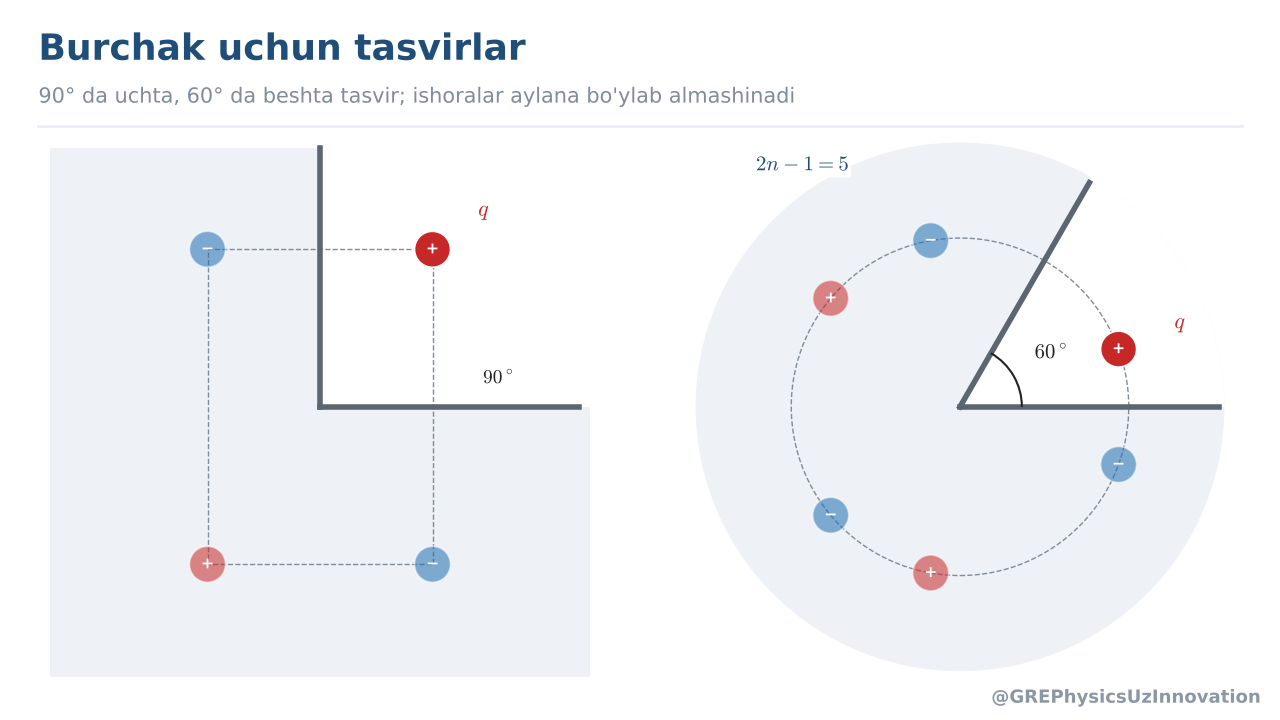 Burchak uchun tasvirlar
90° da uchta, 60° da beshta tasvir; ishoralar aylana bo'ylab almashinadi
2n − 1 = 5
q
− +
−
+
q
+
60°
90°
−
−
+ −
+
@GREPhysicsUzInnovation